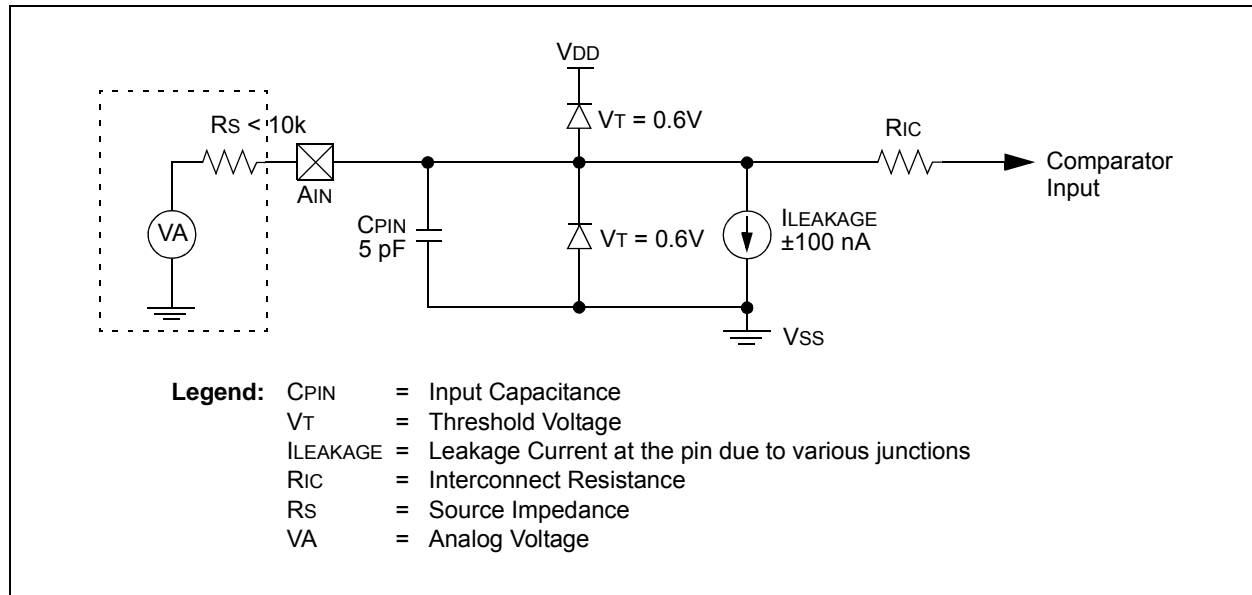 VDD
RS < 10k
VT = 0.6V
RIC
AIN
Comparator
Input
VA
CPIN
5 pF
VT = 0.6V
ILEAKAGE
±100 nA
VSS
Legend: CPIN = Input Capacitance
VT = Threshold Voltage
ILEAKAGE = Leakage Current at the pin due to various junctions
RIC = Interconnect Resistance
RS = Source Impedance
VA = Analog Voltage